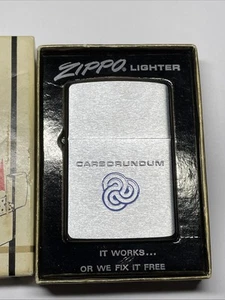 ZIPPO LIGHTER
CARBORUNDUM
IT WORKS...
OR WE FIX IT FREE